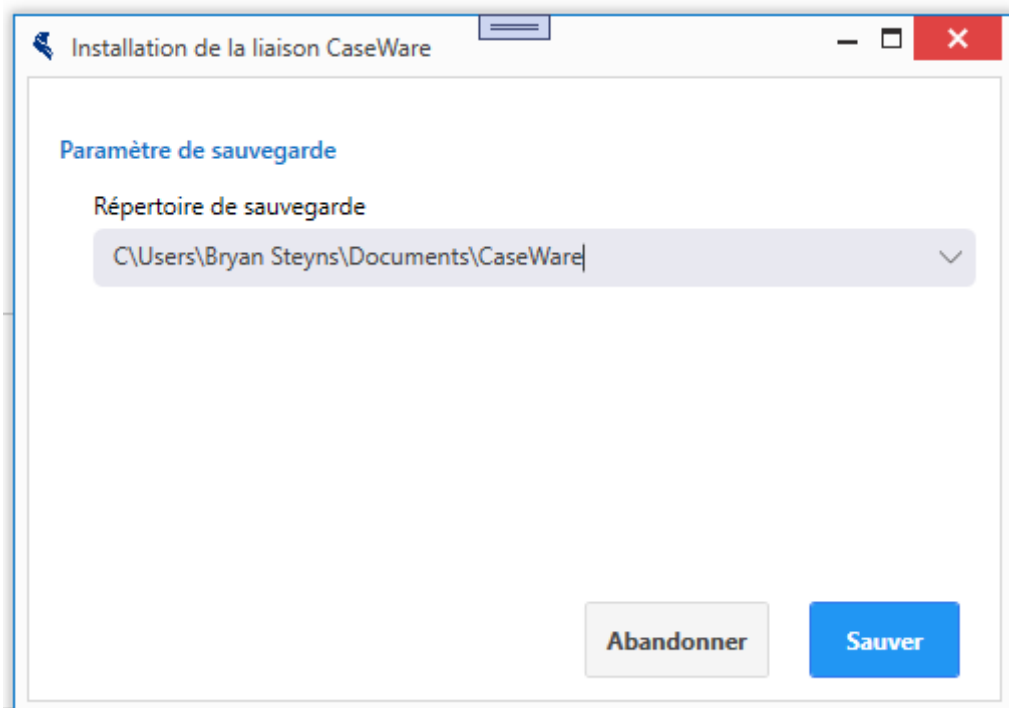 Installation de la liaison CaseWare
Paramètre de sauvegarde
Répertoire de sauvegarde
C\Users\Bryan Steyns\Documents\CaseWare
Abandonner
Sauver